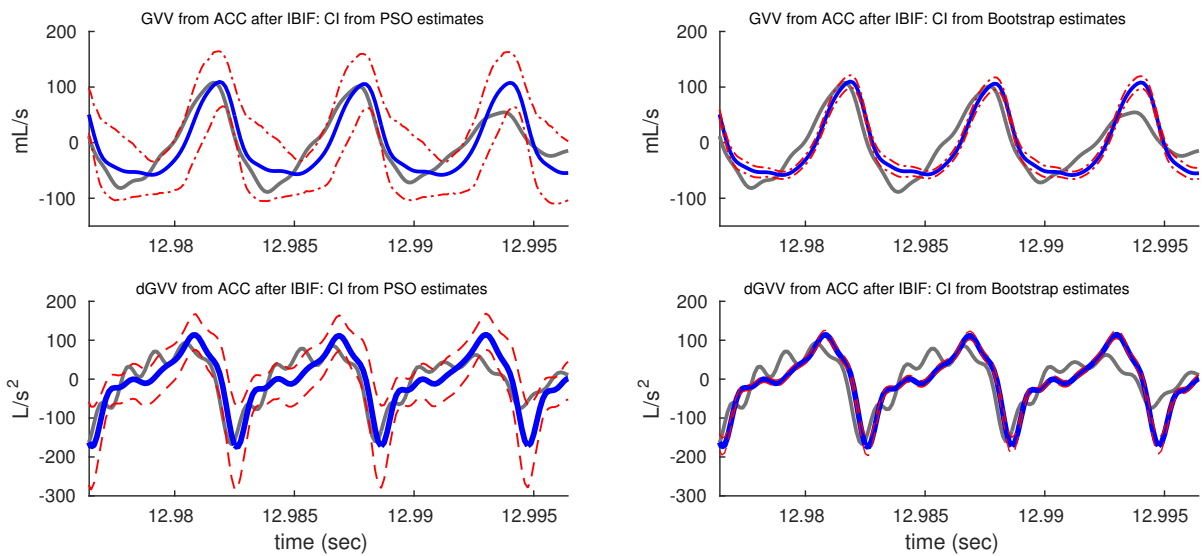 GVV from ACC after IBIF: CI from PSO estimates
200
100
0
-100
mL/s
12.98 12.985 12.99 12.995
GVV from ACC after IBIF: CI from Bootstrap estimates
200
100
0
-100
mL/s
12.98 12.985 12.99 12.995
dGVV from ACC after IBIF: CI from PSO estimates
200
100
0
-100
-200
-300
L/s²
12.98 12.985 12.99 12.995
time (sec)
dGVV from ACC after IBIF: CI from Bootstrap estimates
200
100
0
-100
-200
-300
L/s²
12.98 12.985 12.99 12.995
time (sec)